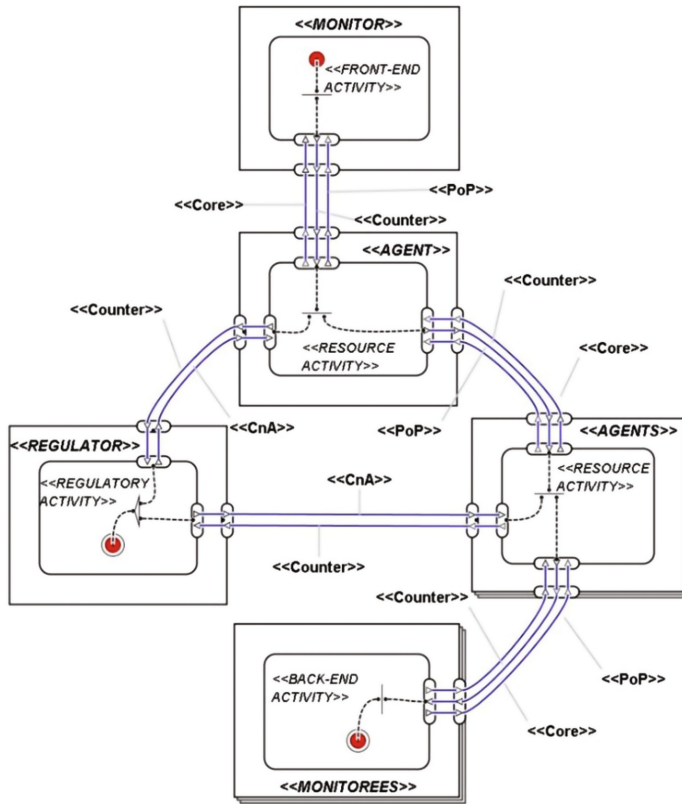 <<MONITOR>>
<<FRONT-END
ACTIVITY>>
<<PoP>>
<<Core>>
<<Counter>>
<<AGENT>>
<<Counter>>
<<Counter>>
<<RESOURCE
ACTIVITY>>
<<Core>>
<<CnA>>
<<PoP>>
<<REGULATOR>>
<<AGENTS>>
<<REGULATORY
ACTIVITY>>
<<RESOURCE
ACTIVITY>>
<<CnA>>
<<Counter>>
<<Counter>>
<<PoP>>
<<BACK-END
ACTIVITY>>
<<Core>>
<<MONITOREES>>